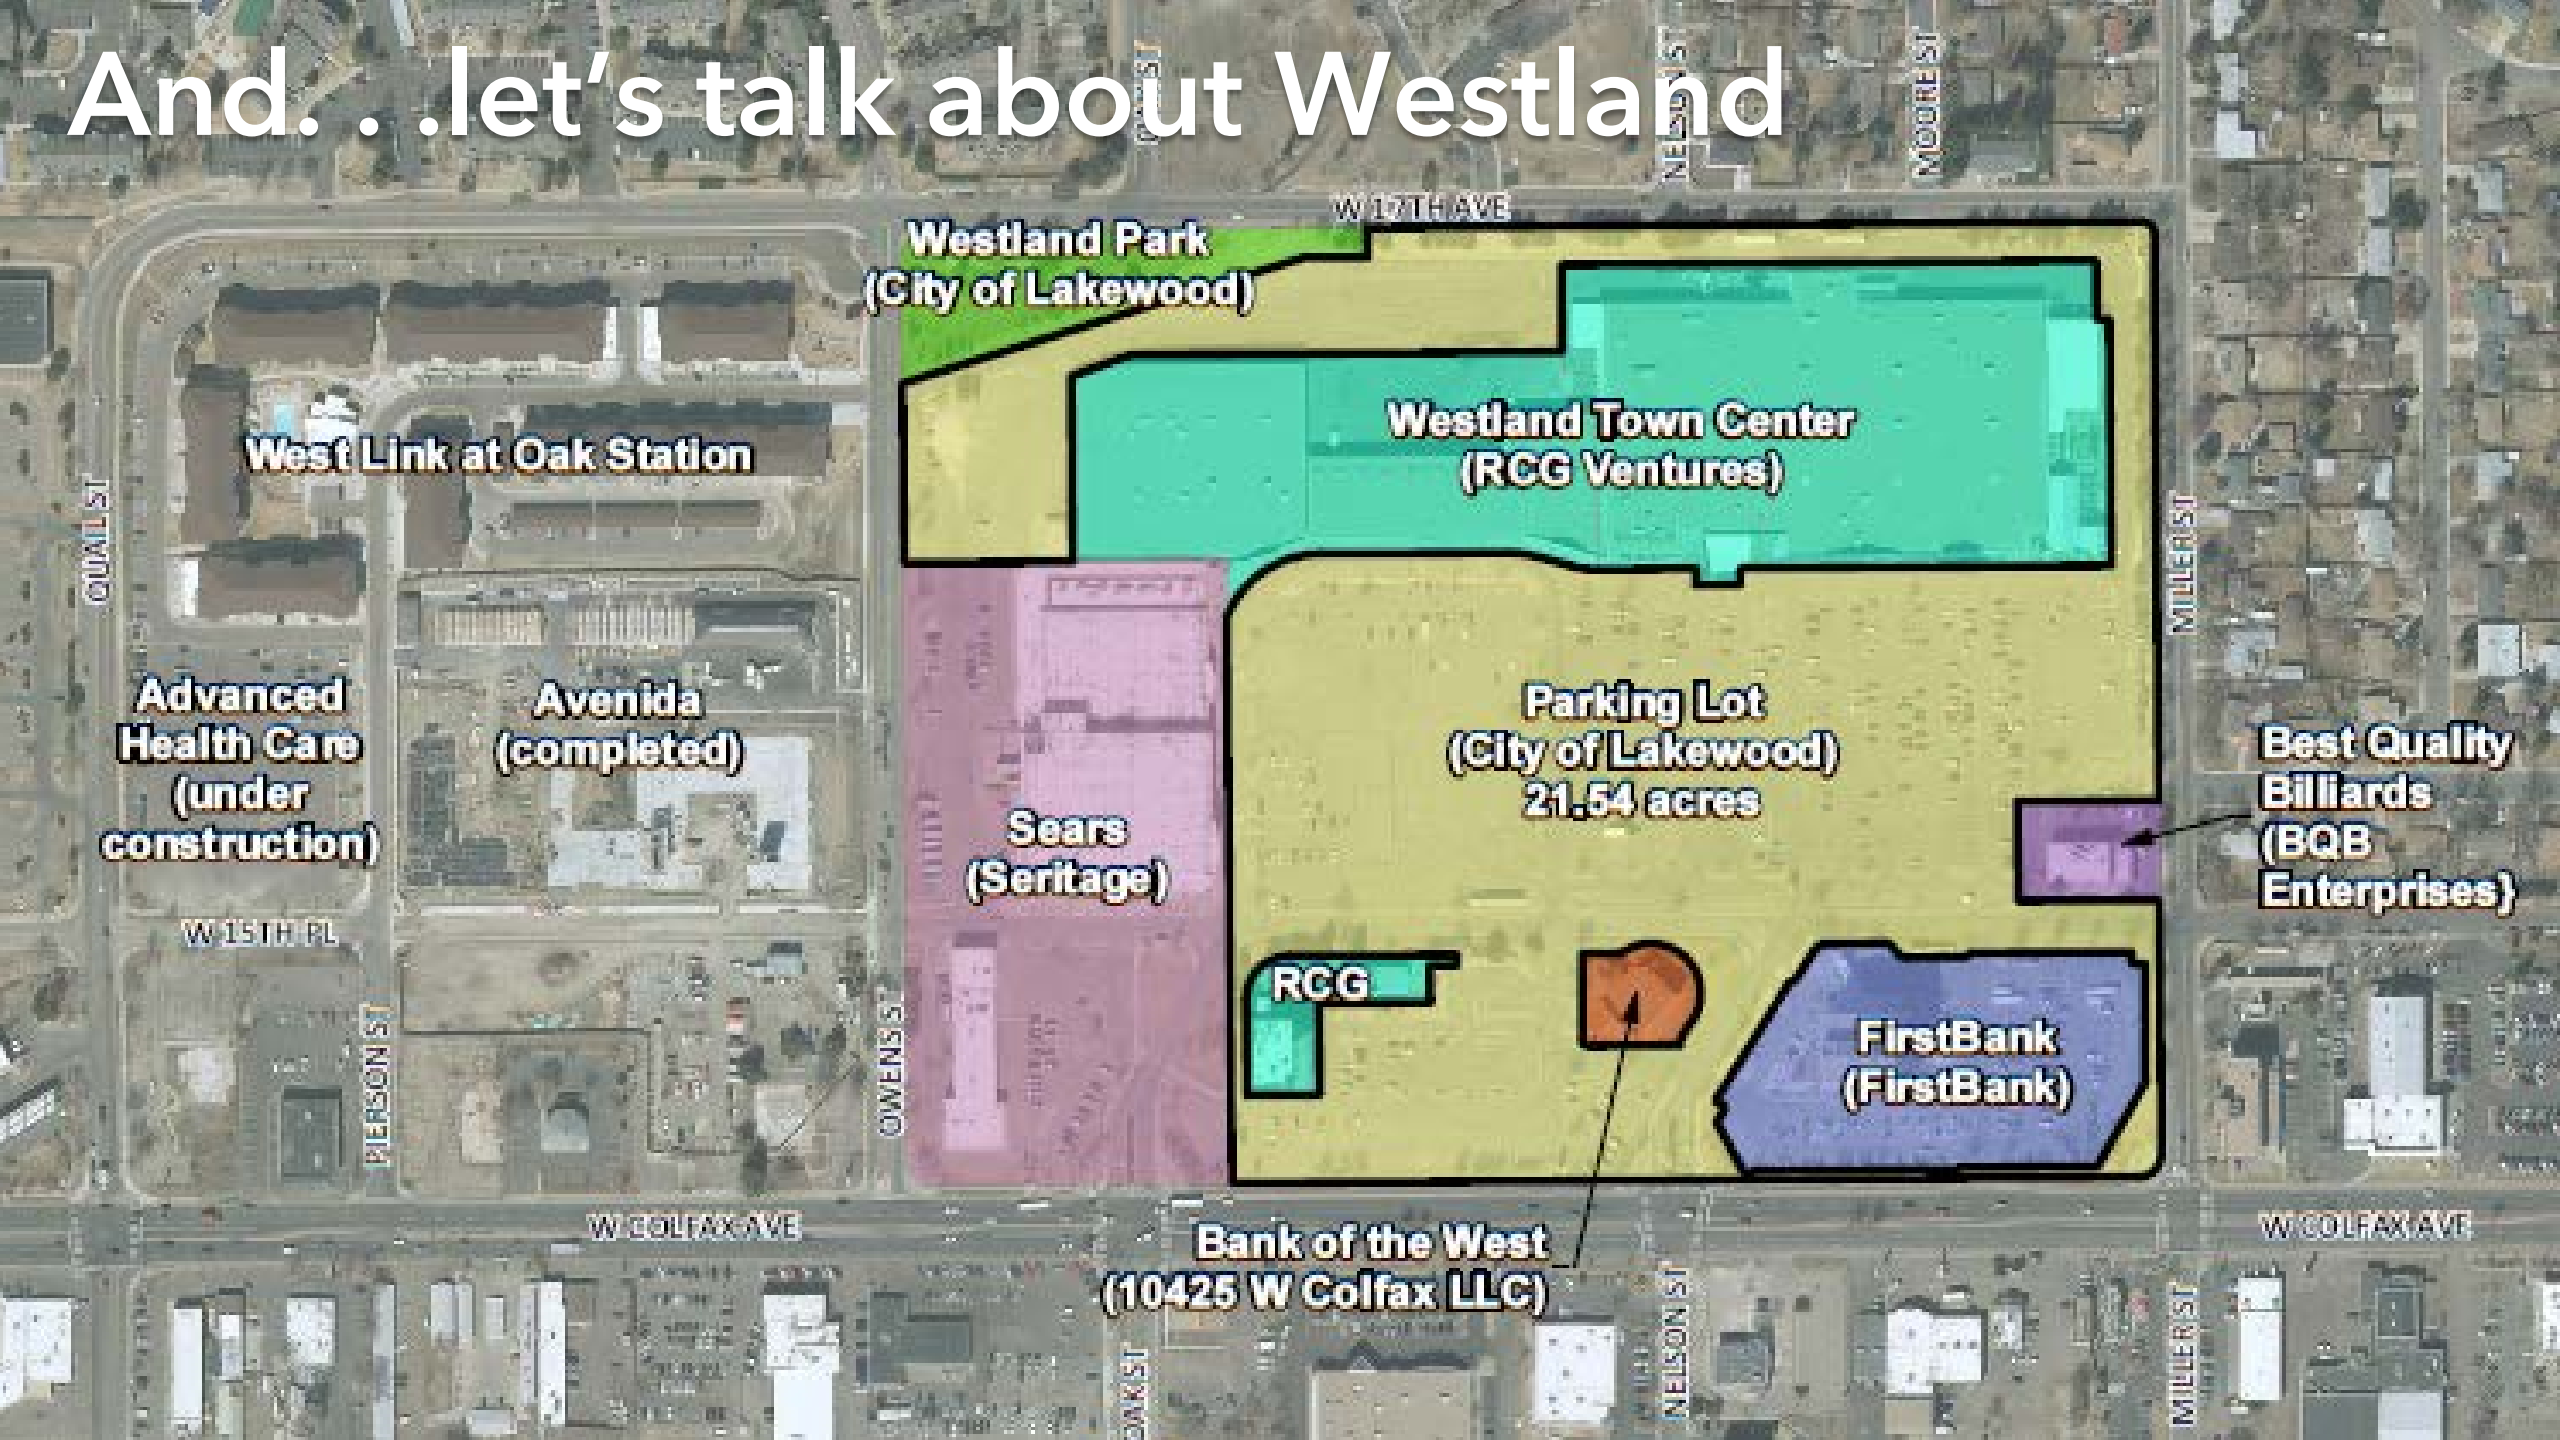 And. . .let’s talk about Westland
NELSON ST
MOORE ST
W 17TH AVE
Westland Park
(City of Lakewood)
West Link at Oak Station
Westland Town Center
(RCG Ventures)
QUAIL ST
MILLER ST
Advanced
Health Care
(under
construction)
Avenida
(completed)
Sears
(Seritage)
Parking Lot
(City of Lakewood)
21.54 acres
Best Quality
Billiards
(BQB
Enterprises}
W 15TH PL
PIERSON ST
OWENS ST
RCG
FirstBank
(FirstBank)
W COLFAX AVE
W COLFAX AVE
Bank of the West
(10425 W Colfax LLC)
OAK ST
NELSON ST
MILLER ST